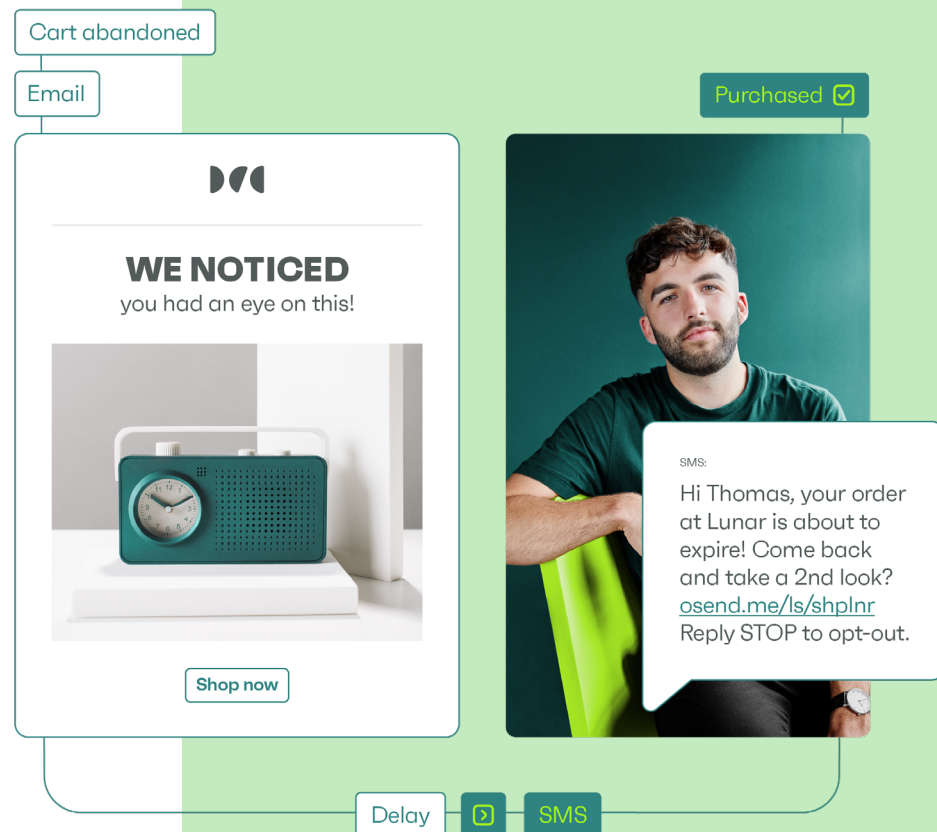 Cart abandoned
Email
WE NOTICED
you had an eye on this!
Shop now
Purchased
SMS:
Hi Thomas, your order
at Lunar is about to
expire! Come back
and take a 2nd look?
osend.me/ls/shplnr
Reply STOP to opt-out.
Delay
SMS